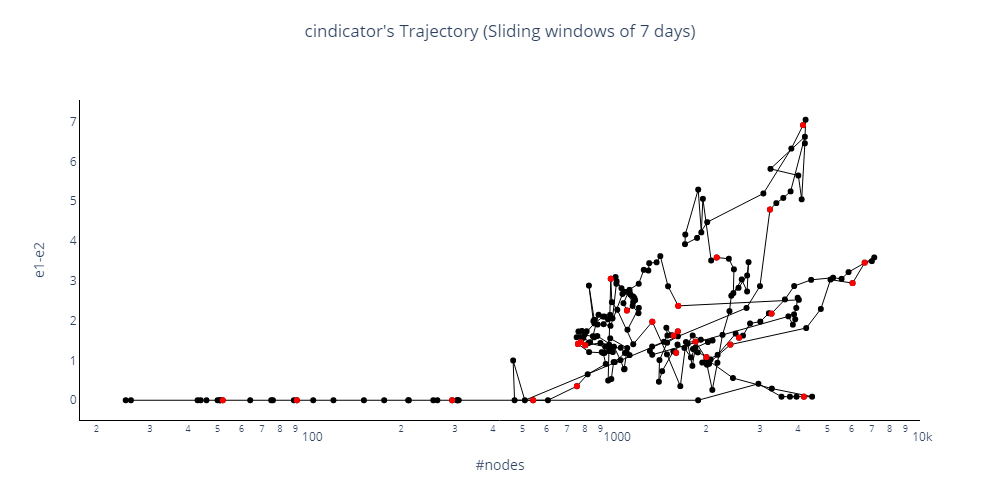 cindicator's Trajectory (Sliding windows of 7 days)
7
6
5
4
3
2
1
0
e1-e2
2 3 4 5 6 7 8 9 100 2 3 4 5 6 7 8 9 1000 2 3 4 5 6 7 8 9 10k
#nodes